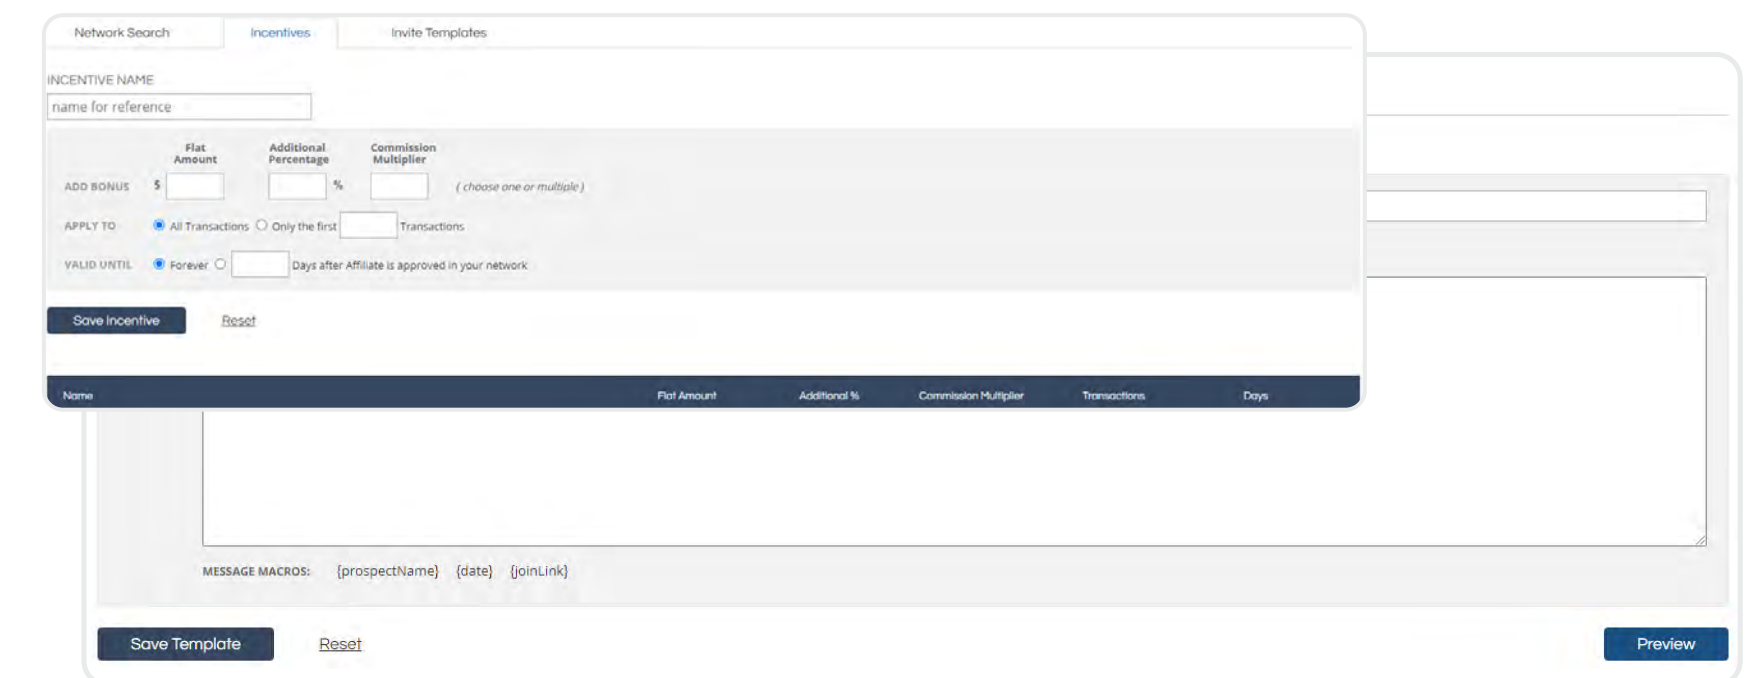 Network Search Incentives Invite Templates
INCENTIVE NAME
name for reference
Flat Amount Additional Percentage Commission Multiplier
ADD BONUS $ % ( choose one or multiple )
APPLY TO All Transactions Only the first Transactions
VALID UNTIL Forever Days after Affiliate is approved in your network
Save Incentive Reset
Name Flat Amount Additional % Commission Multiplier Transactions Days
MESSAGE MACROS: {prospectName} {date} {joinLink}
Save Template Reset Preview